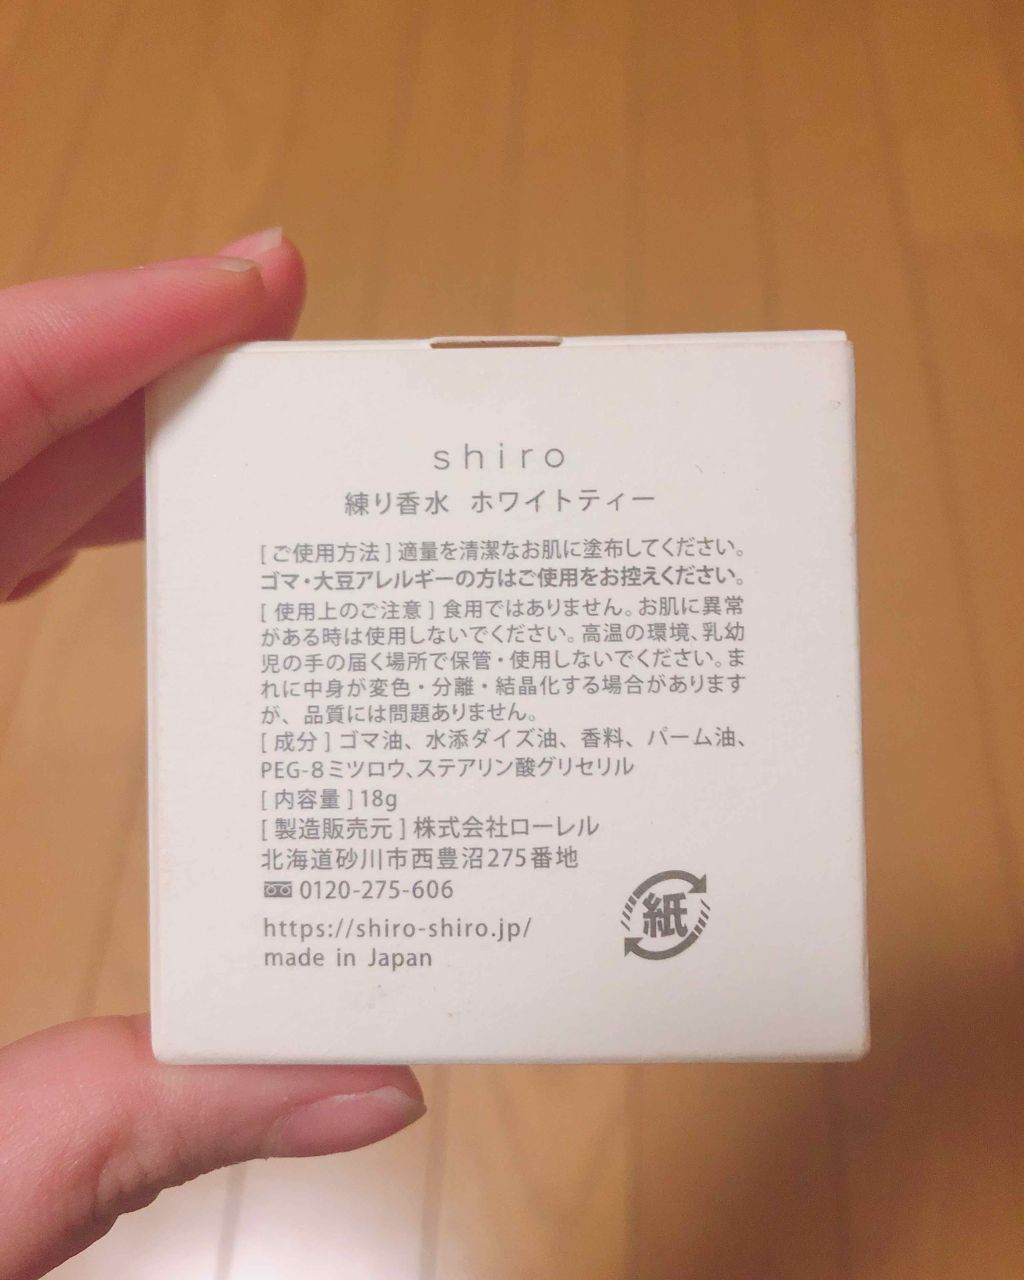 shiro
練り香水 ホワイトティー
[ ご使用方法 ] 適量を清潔なお肌に塗布してください。
ゴマ・大豆アレルギーの方はご使用をお控えください。
[ 使用上のご注意 ] 食用ではありません。お肌に異常
がある時は使用しないでください。高温の環境、乳幼
児の手の届く場所で保管・使用しないでください。ま
れに中身が変色・分離・結晶化する場合があります
が、品質には問題ありません。
[ 成分 ] ゴマ油、水添ダイズ油、香料、パーム油、
PEG-8ミツロウ、ステアリン酸グリセリル
[ 内容量 ] 18g
[ 製造販売元 ] 株式会社ローレル
北海道砂川市西豊沼275番地
0120-275-606
https://shiro-shiro.jp/
made in Japan
紙